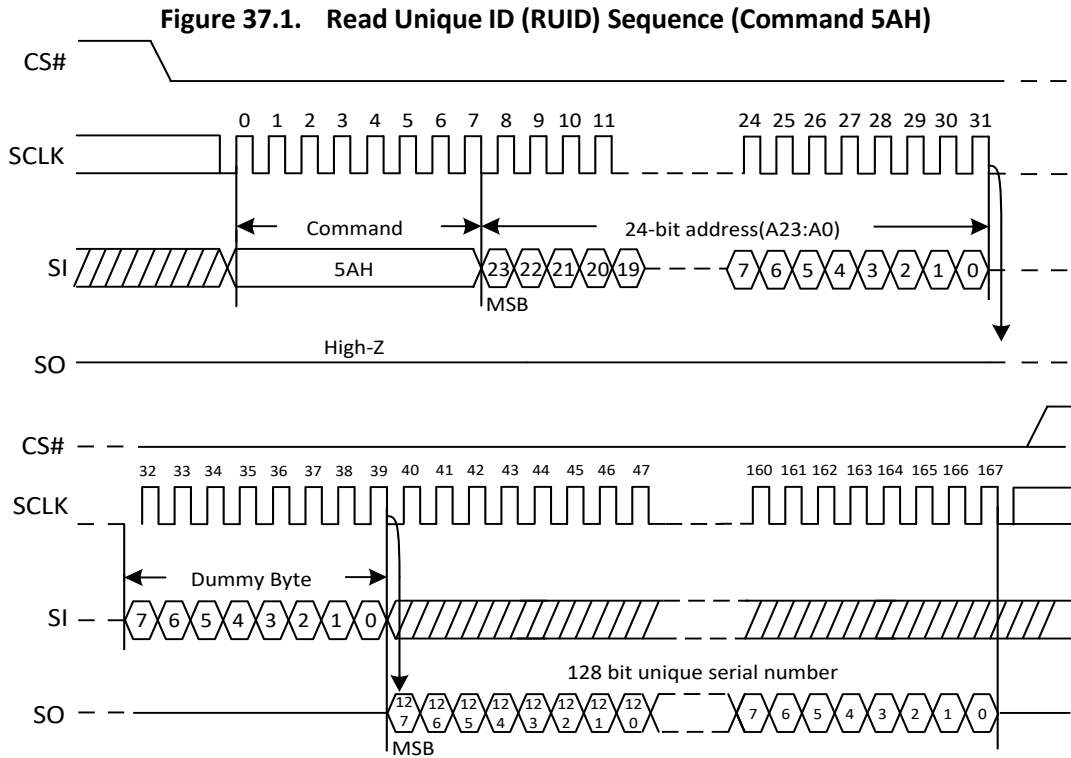 Figure 37.1. Read Unique ID (RUID) Sequence (Command 5AH)
CS#
0 1 2 3 4 5 6 7 8 9 10 11 24 25 26 27 28 29 30 31
SCLK
Command 24-bit address(A23:A0)
SI 5AH 23 22 21 20 19 7 6 5 4 3 2 1 0
MSB
High-Z
SO
CS#
32 33 34 35 36 37 38 39 40 41 42 43 44 45 46 47 160 161 162 163 164 165 166 167
SCLK
Dummy Byte
SI 7 6 5 4 3 2 1 0
128 bit unique serial number
SO 127 126 125 124 123 122 121 120 7 6 5 4 3 2 1 0
MSB